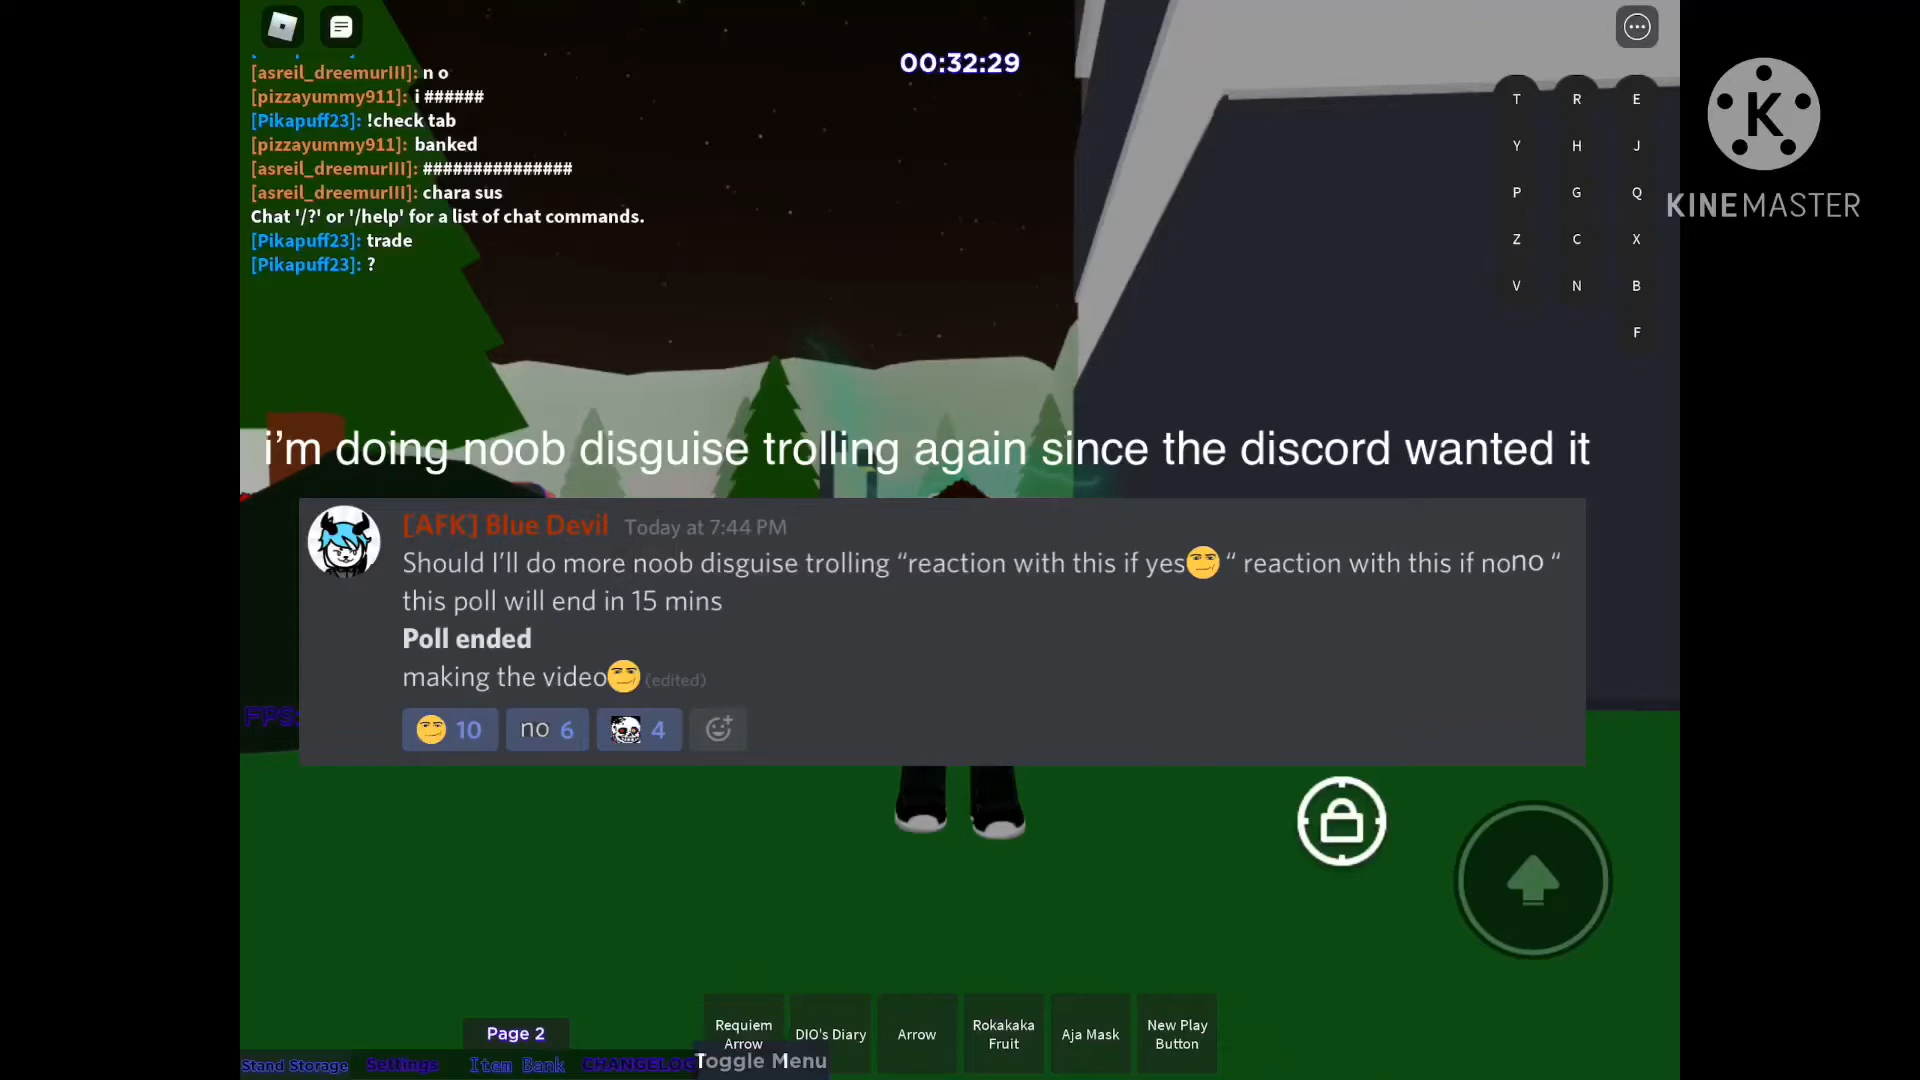 [asreil_dreemurIII]: n o
[pizzayummy911]: i ######
[Pikapuff23]: !check tab
[pizzayummy911]: banked
[asreil_dreemurIII]: ###############
[asreil_dreemurIII]: chara sus
Chat '/?' or '/help' for a list of chat commands.
[Pikapuff23]: trade
[Pikapuff23]: ?
00:32:29
T R E
Y H J
P G Q
Z C X
V N B
F
K
KINEMASTER
i'm doing noob disguise trolling again since the discord wanted it
[AFK] Blue Devil Today at 7:44 PM
Should I'll do more noob disguise trolling “reaction with this if yes “ reaction with this if nono “
this poll will end in 15 mins
Poll ended
making the video (edited)
10 no 6 4
FPS:
Page 2
Requiem Arrow
DIO's Diary
Arrow
Rokakaka Fruit
Aja Mask
New Play Button
Stand Storage Settings Item Bank CHANGELOG Toggle Menu